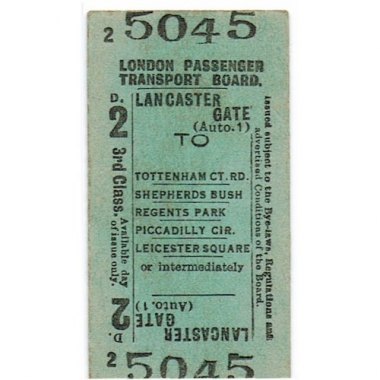 2 5045
LONDON PASSENGER
TRANSPORT BOARD.
D.
2
3rd Class.
Available day
of issue only.
2
D.
LANCASTER
GATE
(Auto.1)
TO
TOTTENHAM CT. RD.
SHEPHERDS BUSH
REGENTS PARK
PICCADILLY CIR.
LEICESTER SQUARE
or intermediately
Issued subject to the Bye-laws, Regulations and
advertised Conditions of the Board.
LANCASTER
GATE
(Auto.1)
2 5045